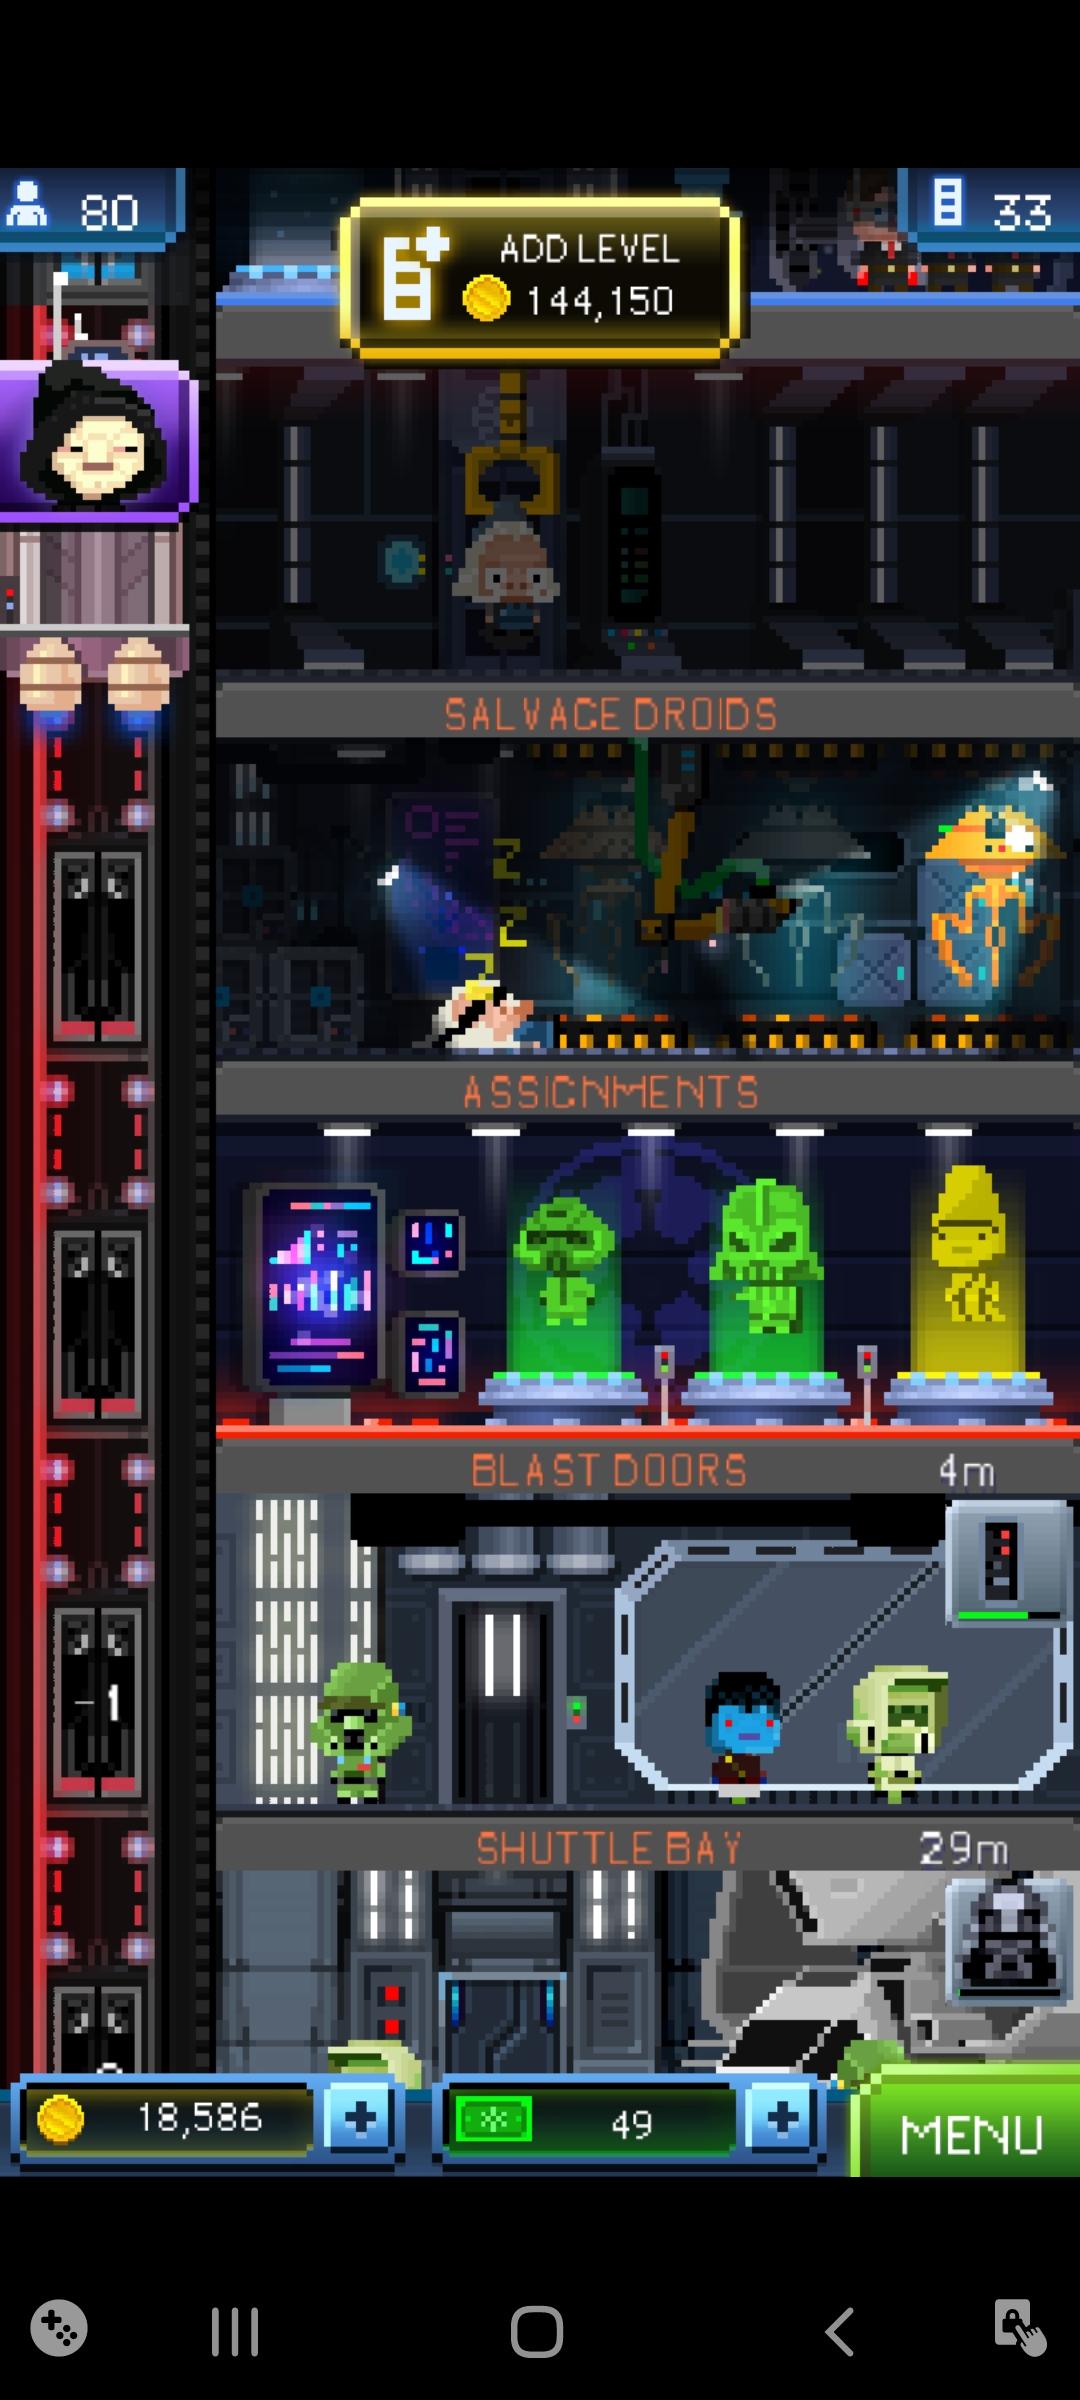 80
ADD LEVEL
144,150
33
SALVAGE DROIDS
Z
Z
Z
ASSIGNMENTS
BLAST DOORS 4m
-1
SHUTTLE BAY 29m
18,586
49
MENU